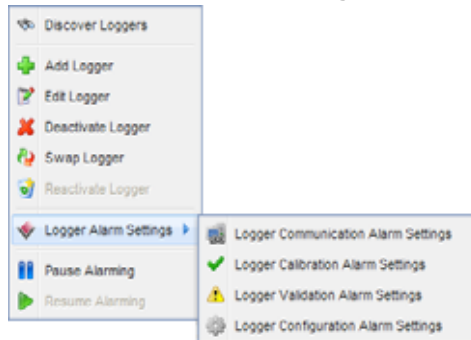 Discover Loggers
Add Logger
Edit Logger
Deactivate Logger
Swap Logger
Reactivate Logger
Logger Alarm Settings
Logger Communication Alarm Settings
Logger Calibration Alarm Settings
Logger Validation Alarm Settings
Logger Configuration Alarm Settings
Pause Alarming
Resume Alarming